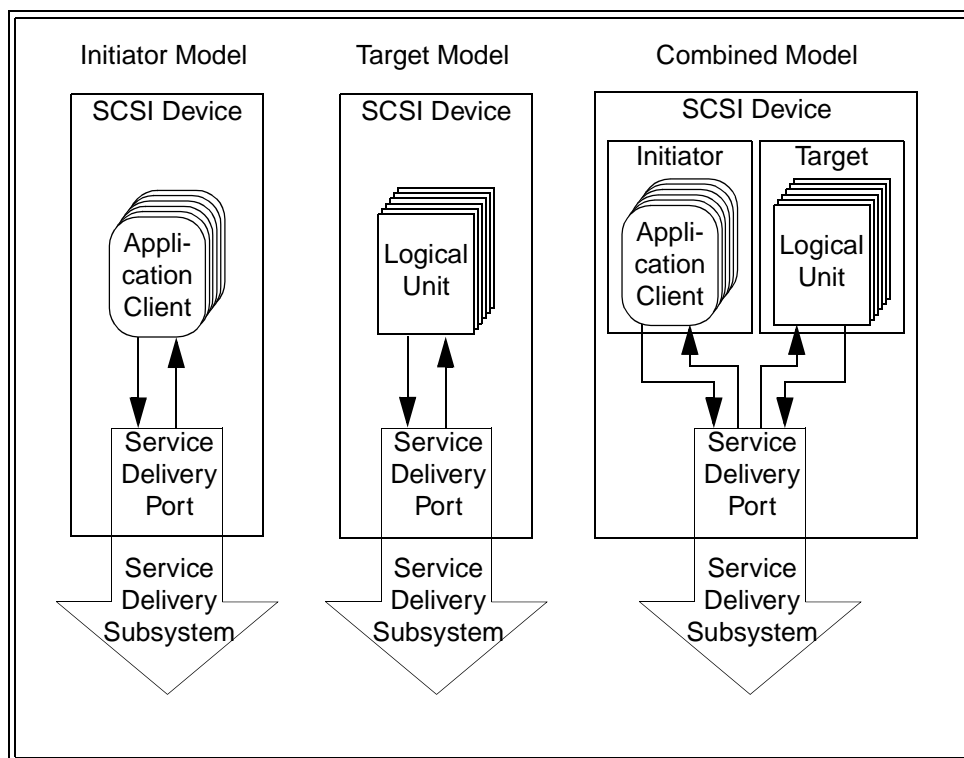 Initiator Model
SCSI Device
Appli-
cation
Client
Service
Delivery
Port
Service
Delivery
Subsystem
Target Model
SCSI Device
Logical
Unit
Service
Delivery
Port
Service
Delivery
Subsystem
Combined Model
SCSI Device
Initiator
Appli-
cation
Client
Target
Logical
Unit
Service
Delivery
Port
Service
Delivery
Subsystem